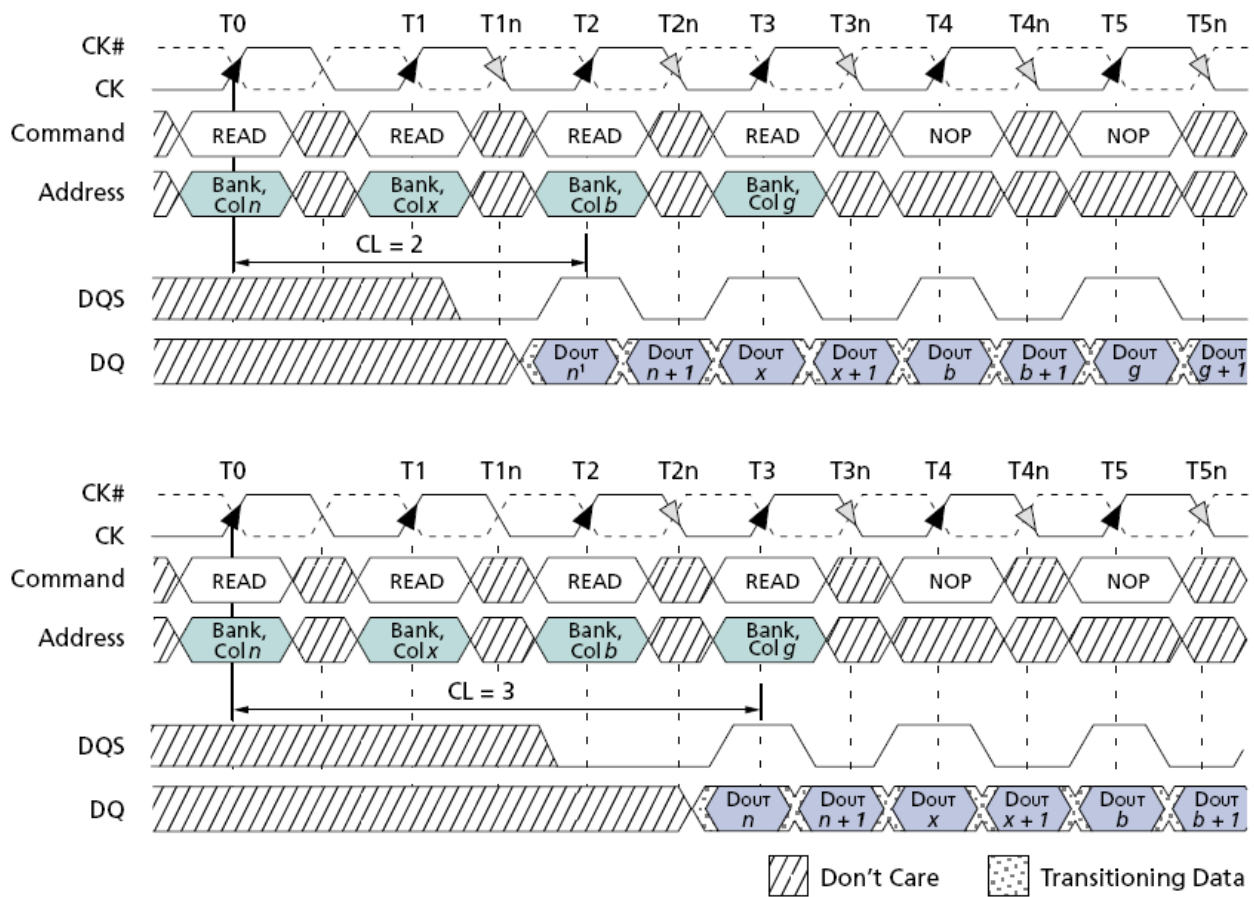 T0 T1 T1n T2 T2n T3 T3n T4 T4n T5 T5n
CK#
CK
Command READ READ READ READ NOP NOP
Address Bank, Col n Bank, Col x Bank, Col b Bank, Col g
CL = 2
DQS
DQ DOUT n¹ DOUT n + 1 DOUT x DOUT x + 1 DOUT b DOUT b + 1 DOUT g DOUT g + 1
T0 T1 T1n T2 T2n T3 T3n T4 T4n T5 T5n
CK#
CK
Command READ READ READ READ NOP NOP
Address Bank, Col n Bank, Col x Bank, Col b Bank, Col g
CL = 3
DQS
DQ DOUT n DOUT n + 1 DOUT x DOUT x + 1 DOUT b DOUT b + 1
Don't Care Transitioning Data